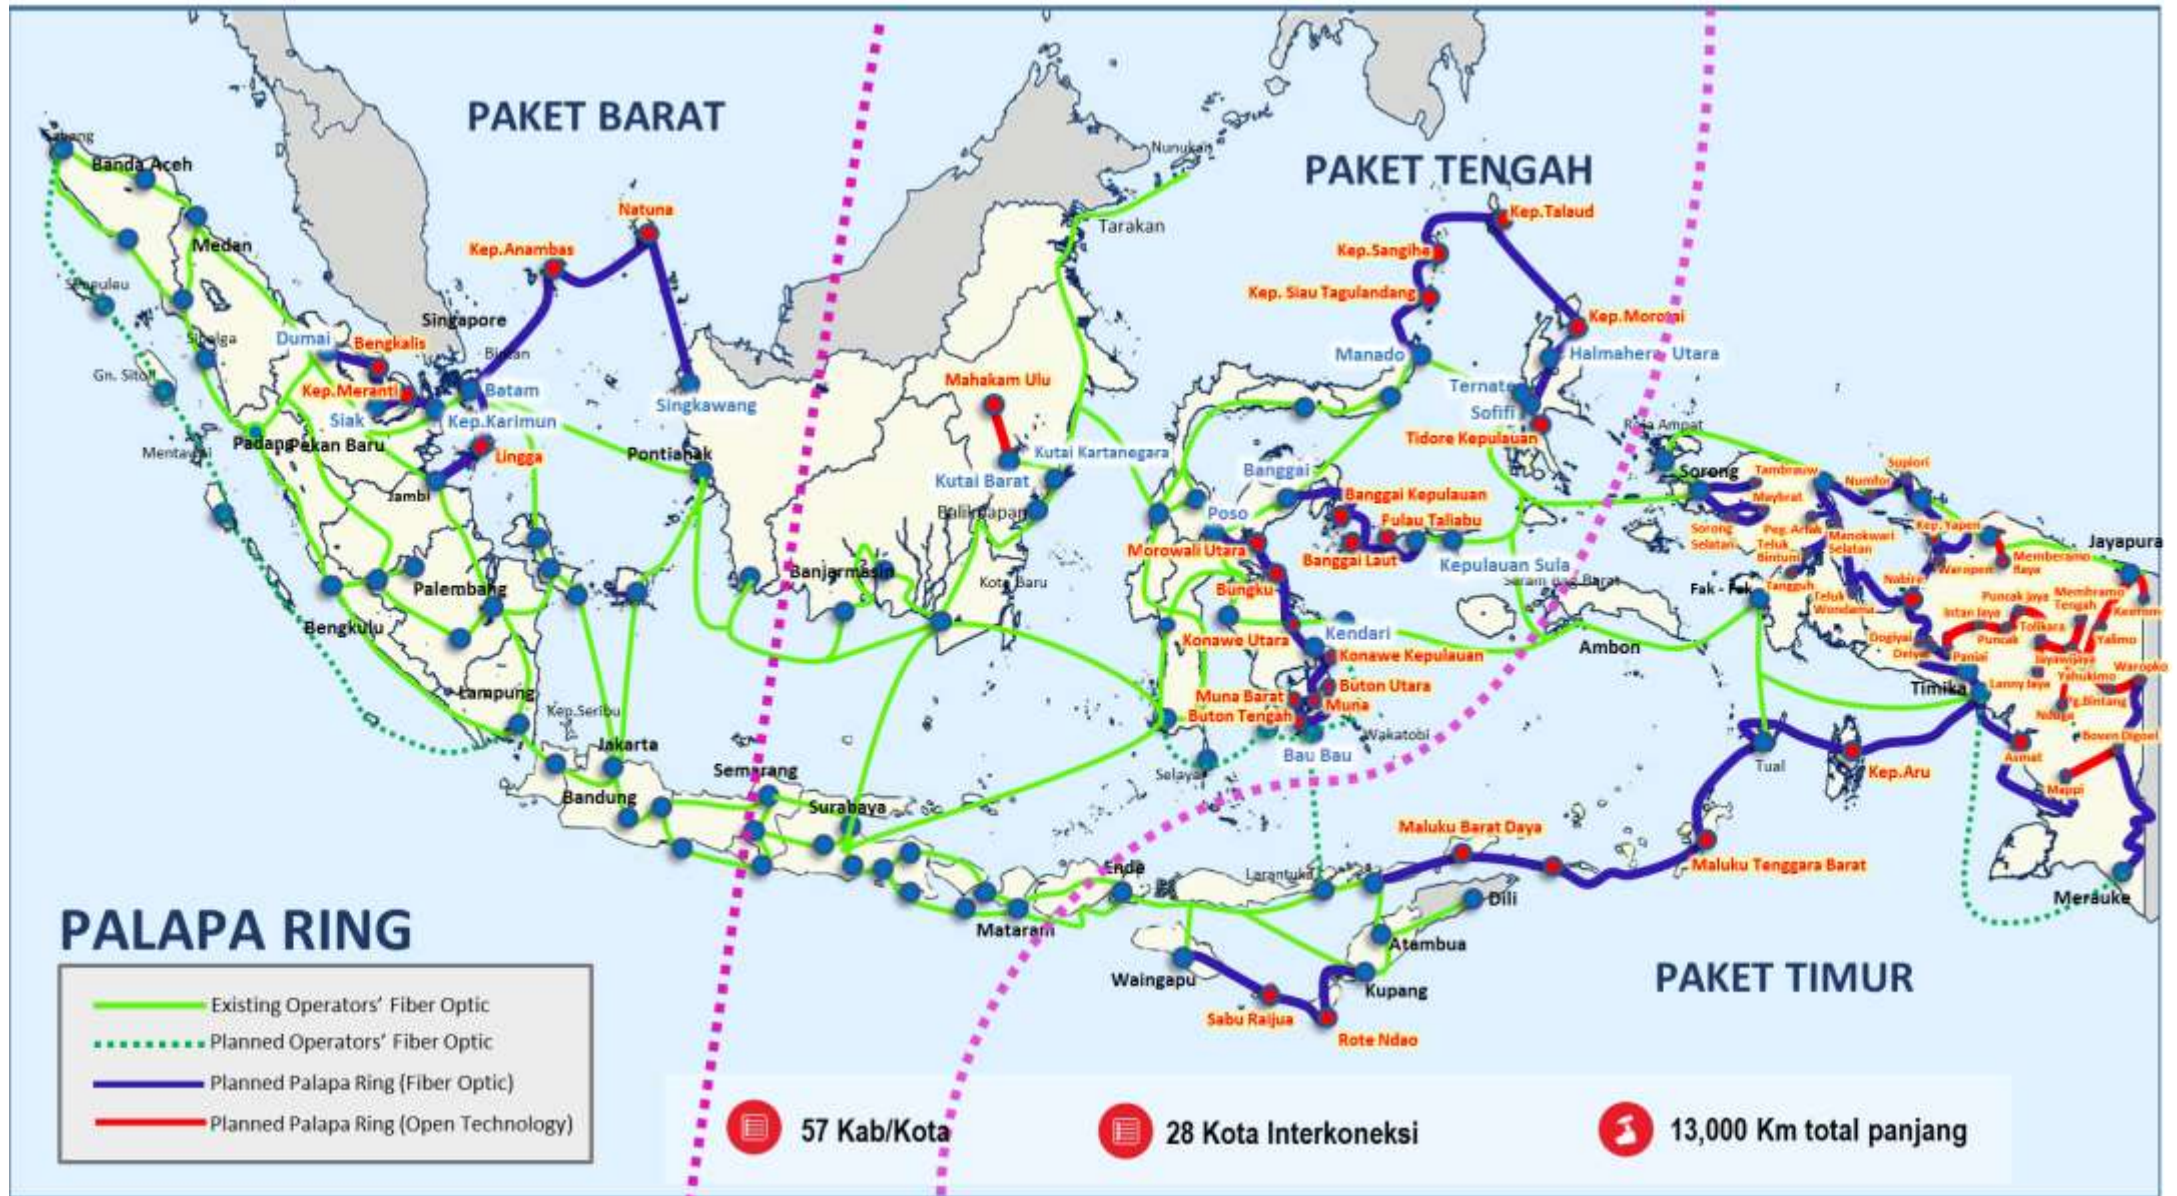 PAKET BARAT
PAKET TENGAH
Banda Aceh
Medan
Natuna
Kep.Anambas
Singapore
Dumai
Bengkalis
Bintan
Kep.Meranti
Batam
Siak
Kep.Karimun
Gn. Sitoli
Padang
Pekan Baru
Lingga
Jambi
Singkawang
Pontianak
Palembang
Bengkulu
Lampung
Kep.Seribu
Jakarta
Bandung
Semarang
Surabaya
Mataram
Nunukan
Tarakan
Mahakam Ulu
Kutai Kartanegara
Kutai Barat
Balikpapan
Banjarmasin
Kota Baru
Kep.Talaud
Kep.Sangihe
Kep. Siau Tagulandang
Kep.Morotai
Manado
Halmahera Utara
Ternate
Sofifi
Tidore Kepulauan
Banggai
Banggai Kepulauan
Poso
Pulau Taliabu
Morowali Utara
Banggai Laut
Kepulauan Sula
Bungku
Kendari
Konawe Utara
Konawe Kepulauan
Buton Utara
Muna Barat
Muna
Buton Tengah
Wakatobi
Bau Bau
Ambon
Raja Ampat
Sorong
Tambrauw
Supiori
Numfor
Maybrat
Sorong
Selatan
Manokwari
Selatan
Kep.Yapen
Teluk
Bintuni
Jayapura
Memberamo
Raya
Waropen
Fak - Fak
Tangguh
Teluk
Wondama
Nabire
Puncak Jaya
Membramo
Tengah
Keerom
Intan Jaya
Tolikara
Dogiyai
Puncak
Yalimo
Paniai
Jayawijaya
Waropko
Timika
Lanny Jaya
Yahukimo
Pg.Bintang
Nduga
Boven Digoel
Asmat
Mappi
Tual
Kep.Aru
Maluku Barat Daya
Maluku Tenggara Barat
Merauke
Ende
Larantuka
Dili
Atambua
Waingapu
Kupang
Sabu Raijua
Rote Ndao
PAKET TIMUR
PALAPA RING
Existing Operators' Fiber Optic
Planned Operators' Fiber Optic
Planned Palapa Ring (Fiber Optic)
Planned Palapa Ring (Open Technology)
57 Kab/Kota
28 Kota Interkoneksi
13,000 Km total panjang